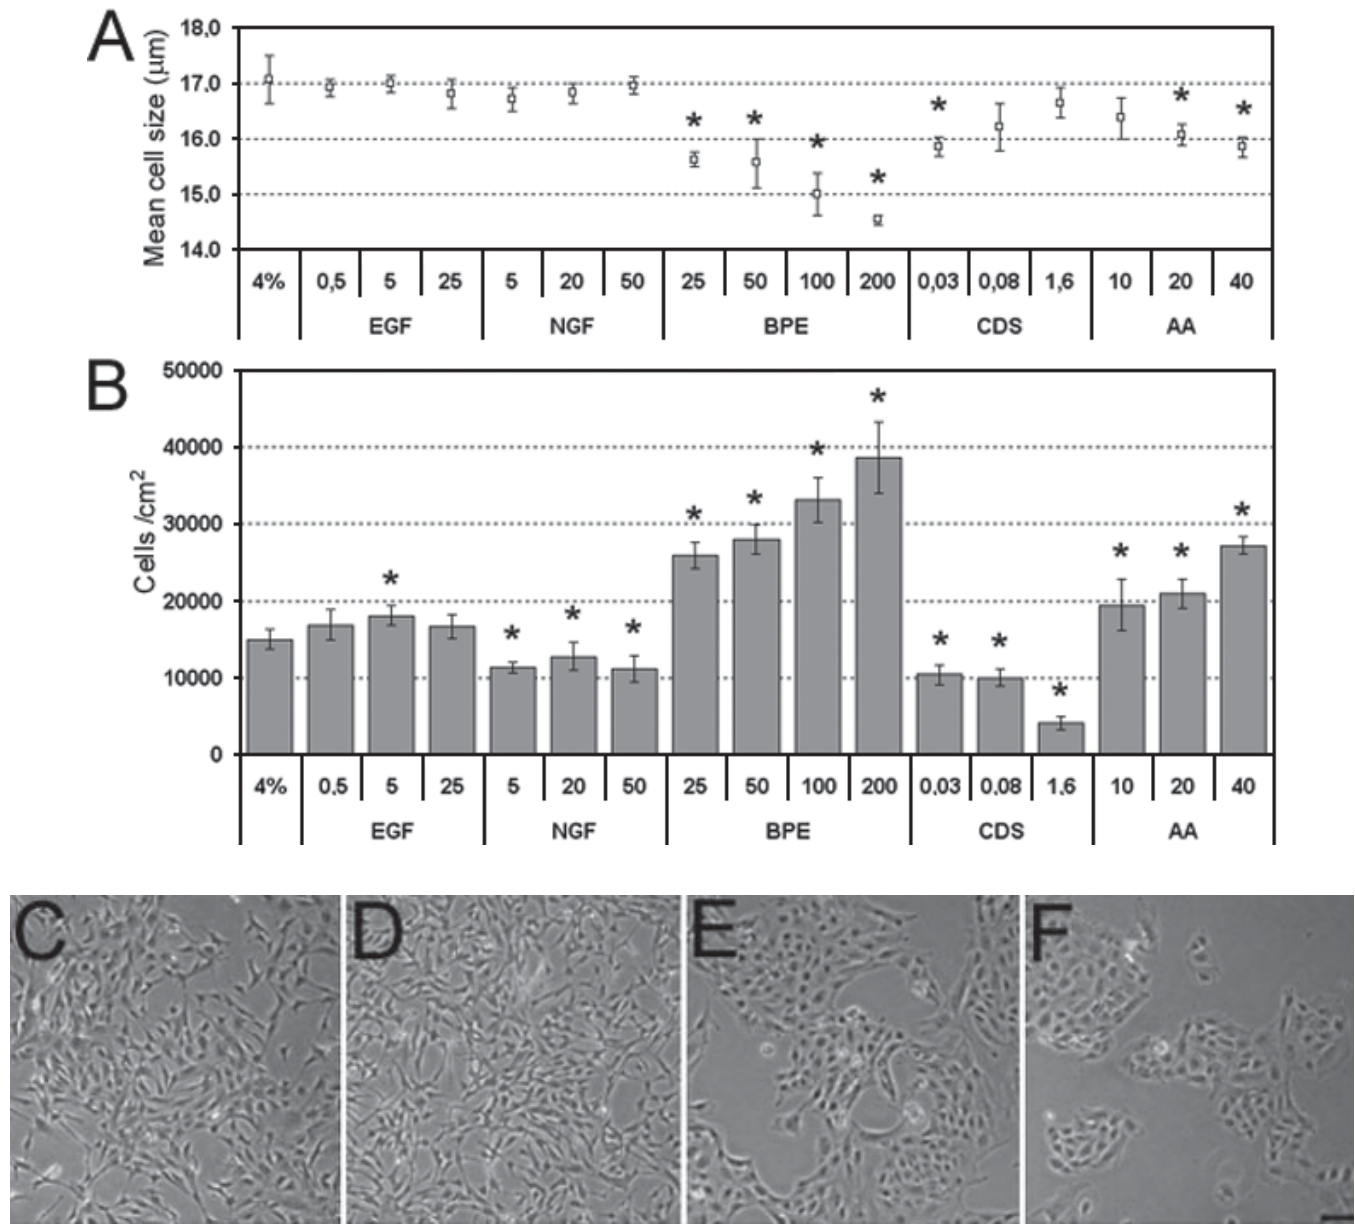 A
Mean cell size (μm)
18.0
17.0
16.0
15.0
14.0
* * * * * * *
4% 0,5 5 25 5 20 50 25 50 100 200 0,03 0,08 1,6 10 20 40
EGF NGF BPE CDS AA
B
Cells /cm²
50000
40000
30000
20000
10000
0
* * * * * * * * * * * * * *
4% 0,5 5 25 5 20 50 25 50 100 200 0,03 0,08 1,6 10 20 40
EGF NGF BPE CDS AA
C D E F